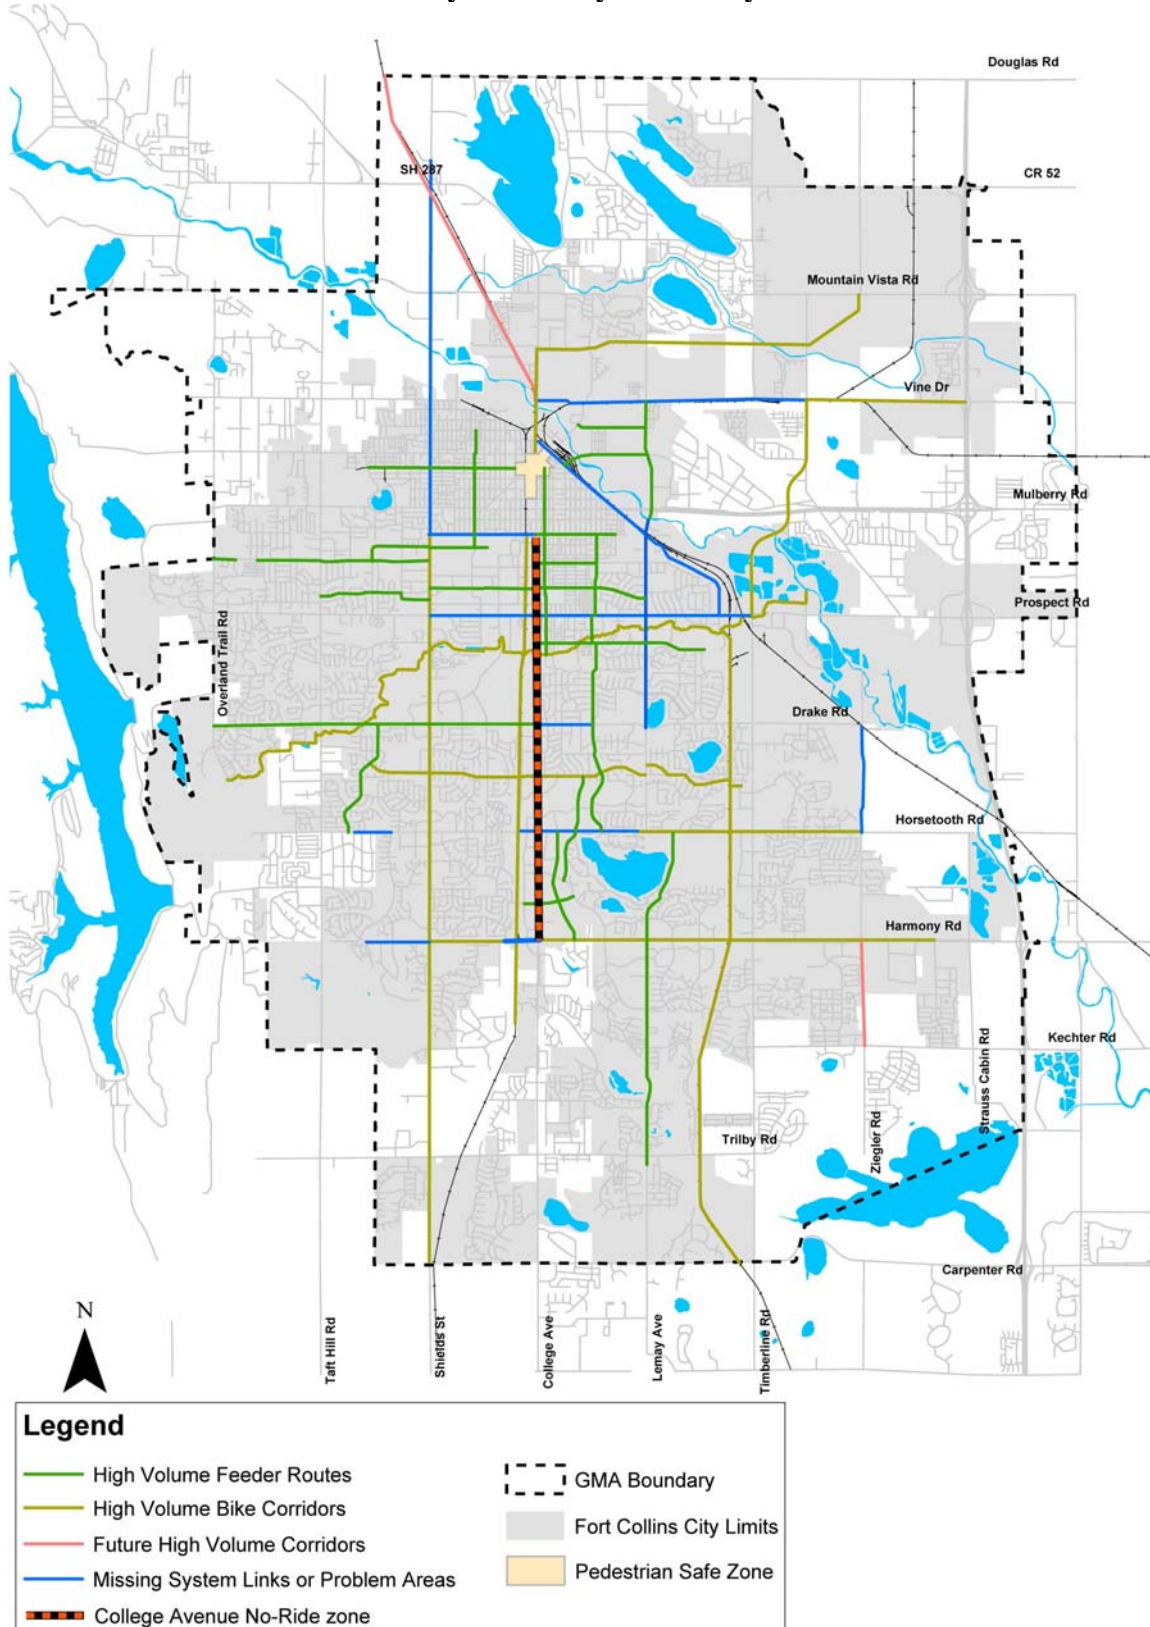 Douglas Rd
CR 52
SH 287
Mountain Vista Rd
Vine Dr
Mulberry Rd
Prospect Rd
Overland Trail Rd
Drake Rd
Horsetooth Rd
Harmony Rd
Kechter Rd
Strauss Cabin Rd
Trilby Rd
Ziegler Rd
Carpenter Rd
N
Taft Hill Rd
Shields St
College Ave
Lemay Ave
Timberline Rd
Legend
High Volume Feeder Routes
High Volume Bike Corridors
Future High Volume Corridors
Missing System Links or Problem Areas
College Avenue No-Ride zone
GMA Boundary
Fort Collins City Limits
Pedestrian Safe Zone